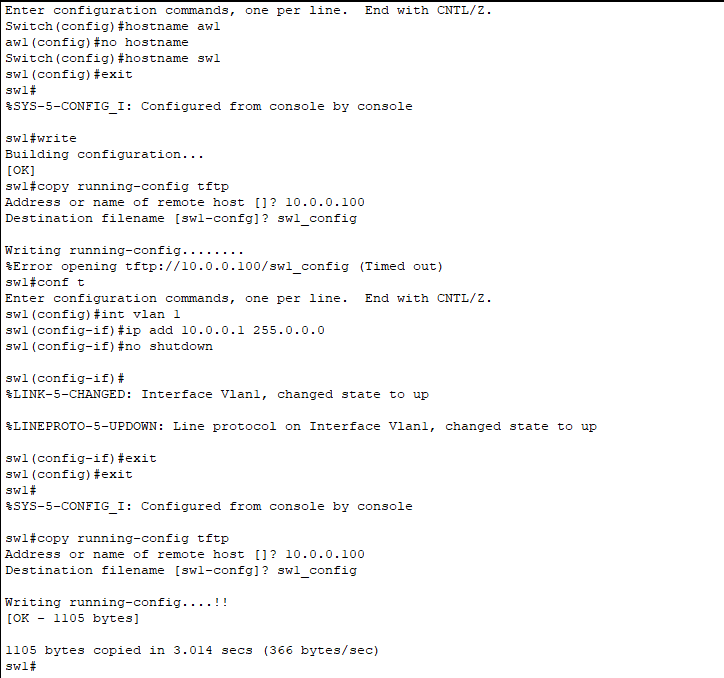 Enter configuration commands, one per line.  End with CNTL/Z.
Switch(config)#hostname aw1
aw1(config)#no hostname
Switch(config)#hostname sw1
sw1(config)#exit
sw1#
%SYS-5-CONFIG_I: Configured from console by console
sw1#write
Building configuration...
[OK]
sw1#copy running-config tftp
Address or name of remote host []? 10.0.0.100
Destination filename [sw1-confg]? sw1_config
Writing running-config........
%Error opening tftp://10.0.0.100/sw1_config (Timed out)
sw1#conf t
Enter configuration commands, one per line.  End with CNTL/Z.
sw1(config)#int vlan 1
sw1(config-if)#ip add 10.0.0.1 255.0.0.0
sw1(config-if)#no shutdown
sw1(config-if)#
%LINK-5-CHANGED: Interface Vlan1, changed state to up
%LINEPROTO-5-UPDOWN: Line protocol on Interface Vlan1, changed state to up
sw1(config-if)#exit
sw1(config)#exit
sw1#
%SYS-5-CONFIG_I: Configured from console by console
sw1#copy running-config tftp
Address or name of remote host []? 10.0.0.100
Destination filename [sw1-confg]? sw1_config
Writing running-config....!!
[OK - 1105 bytes]
1105 bytes copied in 3.014 secs (366 bytes/sec)
sw1#